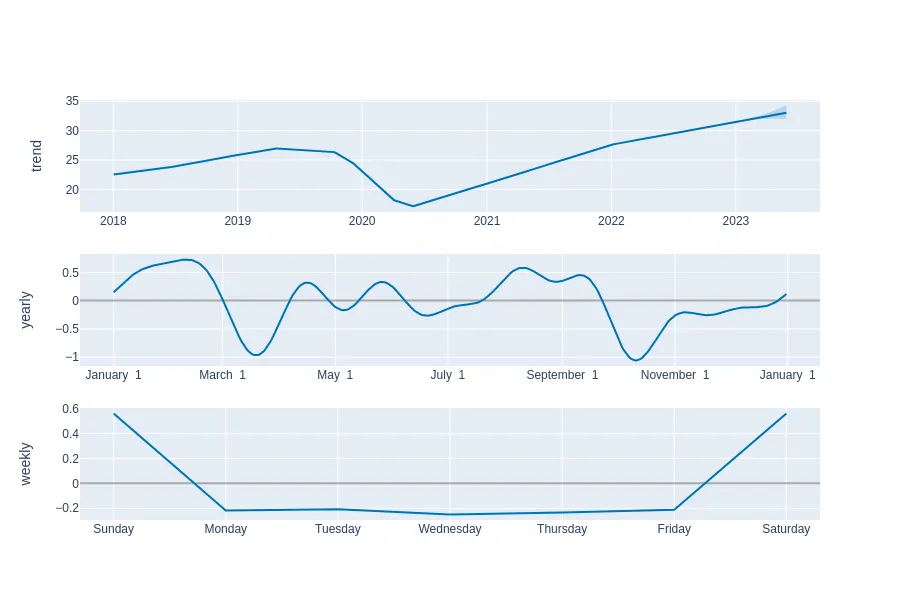 trend
35
30
25
20
2018 2019 2020 2021 2022 2023
yearly
0.5
0
−0.5
−1
January 1 March 1 May 1 July 1 September 1 November 1 January 1
weekly
0.6
0.4
0.2
0
−0.2
Sunday Monday Tuesday Wednesday Thursday Friday Saturday